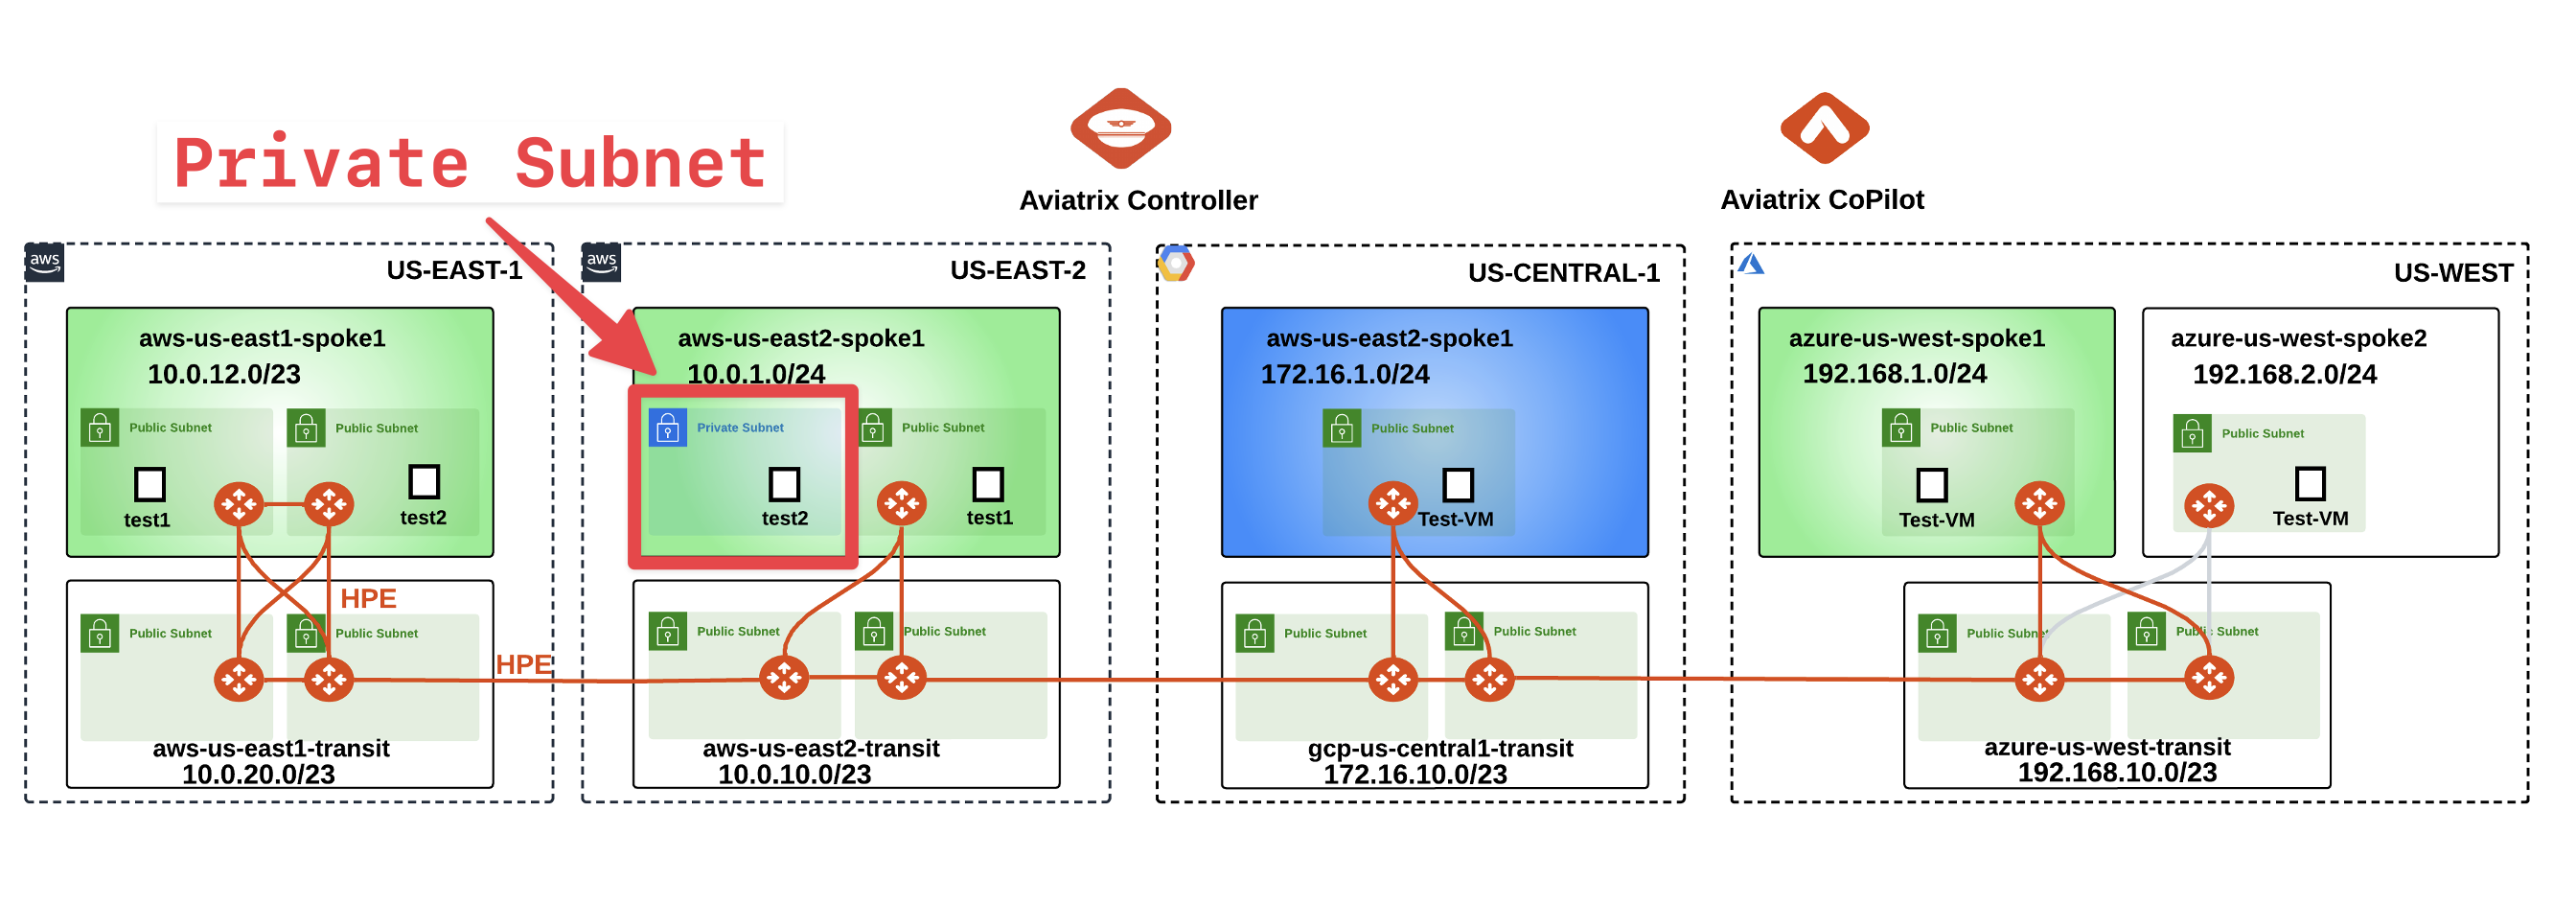 Private Subnet
Aviatrix Controller
Aviatrix CoPilot
aws
US-EAST-1
aws-us-east1-spoke1
10.0.12.0/23
Public Subnet
Public Subnet
test1
test2
HPE
Public Subnet
Public Subnet
aws-us-east1-transit
10.0.20.0/23
HPE
aws
US-EAST-2
aws-us-east2-spoke1
10.0.1.0/24
Private Subnet
Public Subnet
test2
test1
Public Subnet
Public Subnet
aws-us-east2-transit
10.0.10.0/23
US-CENTRAL-1
aws-us-east2-spoke1
172.16.1.0/24
Public Subnet
Test-VM
Public Subnet
Public Subnet
gcp-us-central1-transit
172.16.10.0/23
US-WEST
azure-us-west-spoke1
192.168.1.0/24
Public Subnet
Test-VM
azure-us-west-spoke2
192.168.2.0/24
Public Subnet
Test-VM
Public Subnet
Public Subnet
azure-us-west-transit
192.168.10.0/23